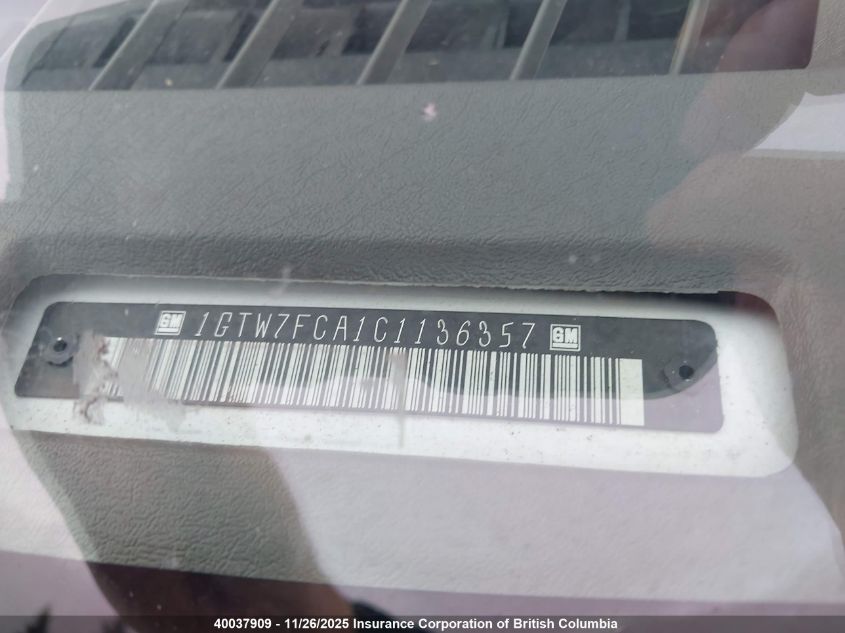 GM 1GTW7FCA1C1136357 GM
40037909 - 11/26/2025 Insurance Corporation of British Columbia